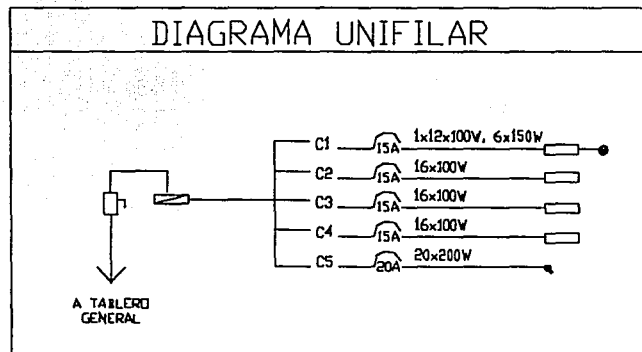 DIAGRAMA UNIFILAR
C1 15A 1x12x100W, 6x150W
C2 15A 16x100W
C3 15A 16x100W
C4 15A 16x100W
C5 20A 20x200W
A TABLERO
GENERAL